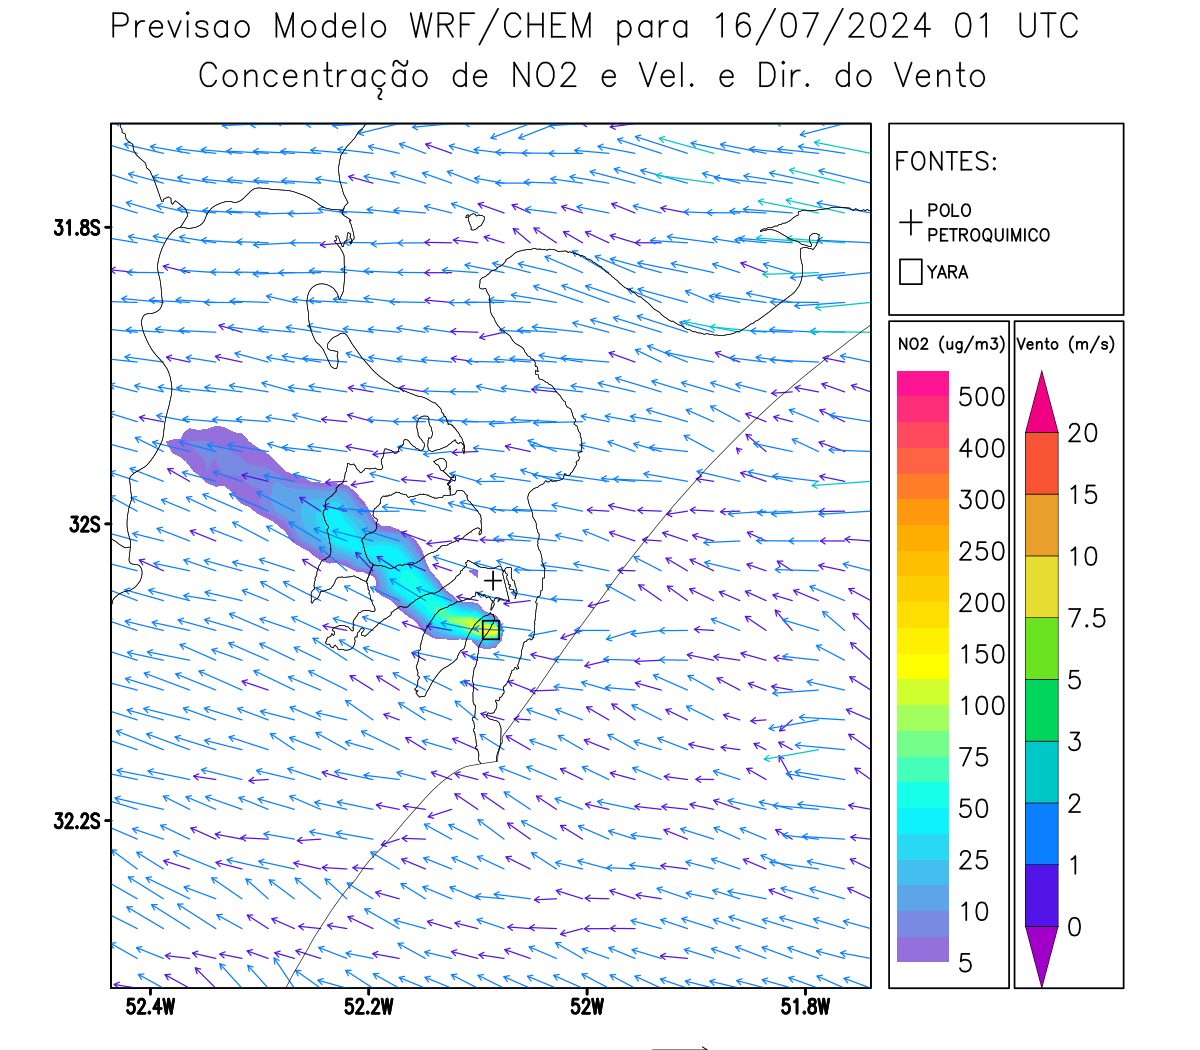 Previsao Modelo WRF/CHEM para 16/07/2024 01 UTC
Concentração de NO2 e Vel. e Dir. do Vento
31.8S
32S
32.2S
52.4W
52.2W
52W
51.8W
FONTES:
POLO
PETROQUIMICO
YARA
NO2 (ug/m3)
500
400
300
250
200
150
100
75
50
25
10
5
Vento (m/s)
20
15
10
7.5
5
3
2
1
0